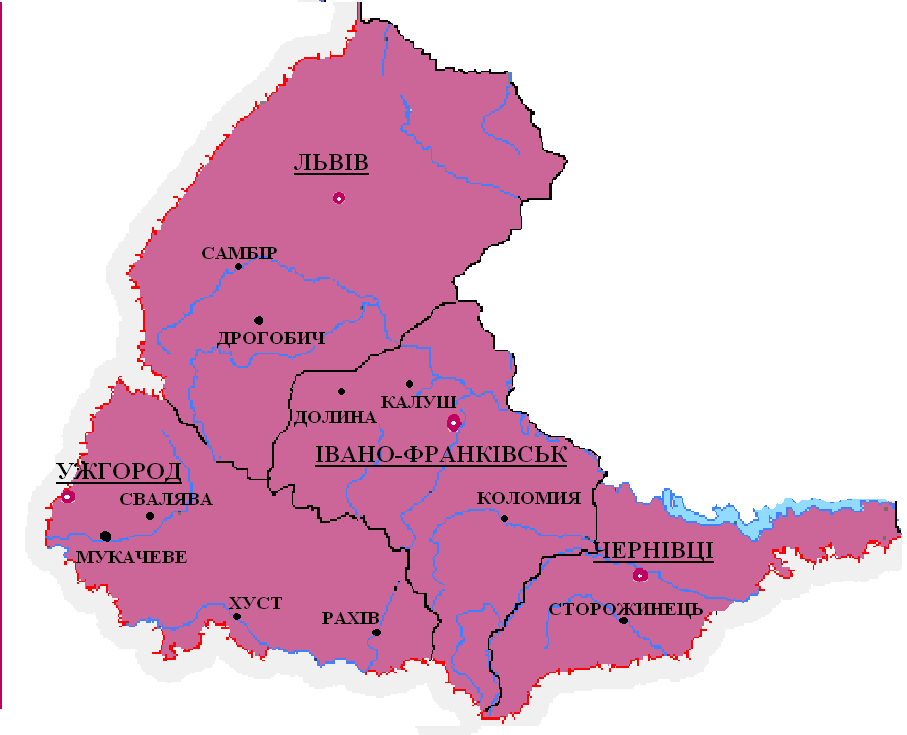 ЛЬВІВ
САМБІР
ДРОГОБИЧ
КАЛУШ
ДОЛИНА
ІВАНО-ФРАНКІВСЬК
УЖГОРОД
СВАЛЯВА
КОЛОМИЯ
МУКАЧЕВЕ
ЧЕРНІВЦІ
ХУСТ
СТОРОЖИНЕЦЬ
РАХІВ